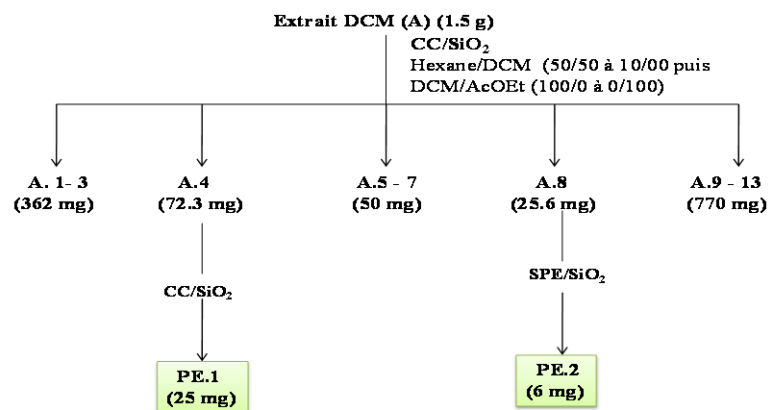 Extrait DCM (A) (1.5 g)
CC/SiO₂
Hexane/DCM (50/50 à 10/00 puis
DCM/AcOEt (100/0 à 0/100)
A. 1- 3 A.4 A.5 - 7 A.8 A.9 - 13
(362 mg) (72.3 mg) (50 mg) (25.6 mg) (770 mg)
CC/SiO₂ SPE/SiO₂
PE.1 PE.2
(25 mg) (6 mg)